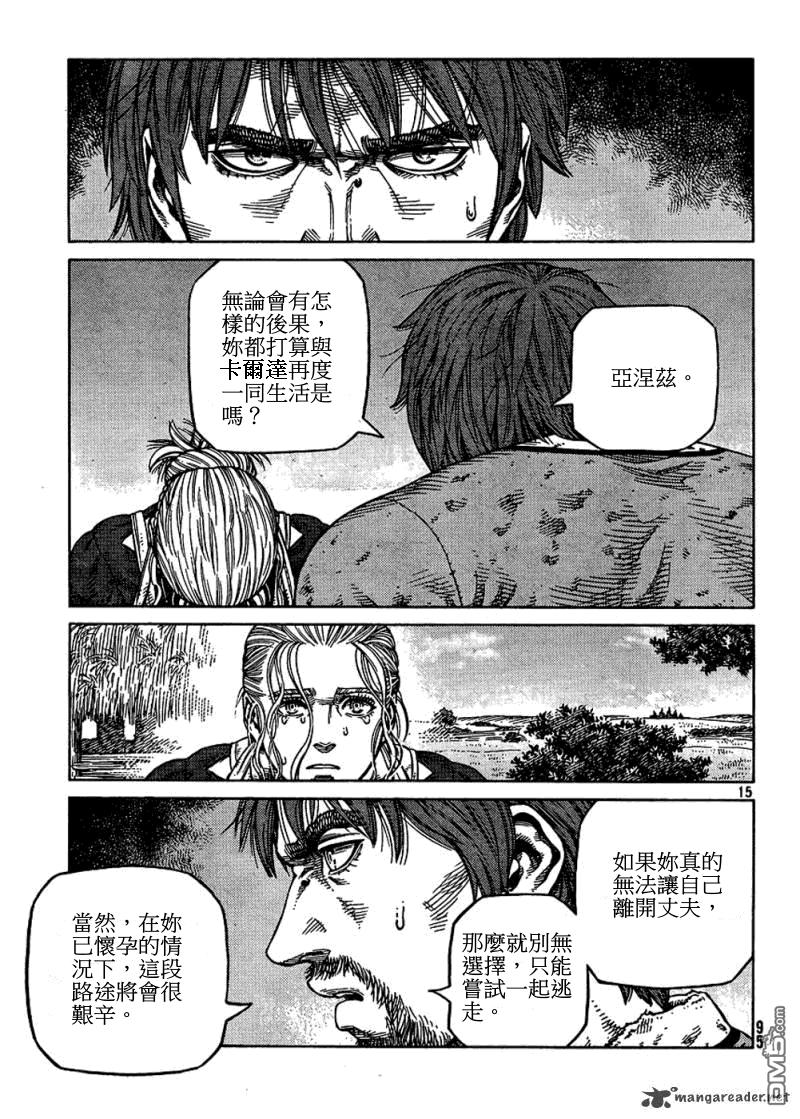 亞涅茲。
無論會有怎
樣的後果，
妳都打算與
卡爾達再度
一同生活是
嗎？
15
如果妳真的
無法讓自己
離開丈夫，
那麼就別無
選擇，只能
嘗試一起逃
走。
當然，在妳
已懷孕的情
況下，這段
路途將會很
艱辛。
95
DM5.com
mangareader.net